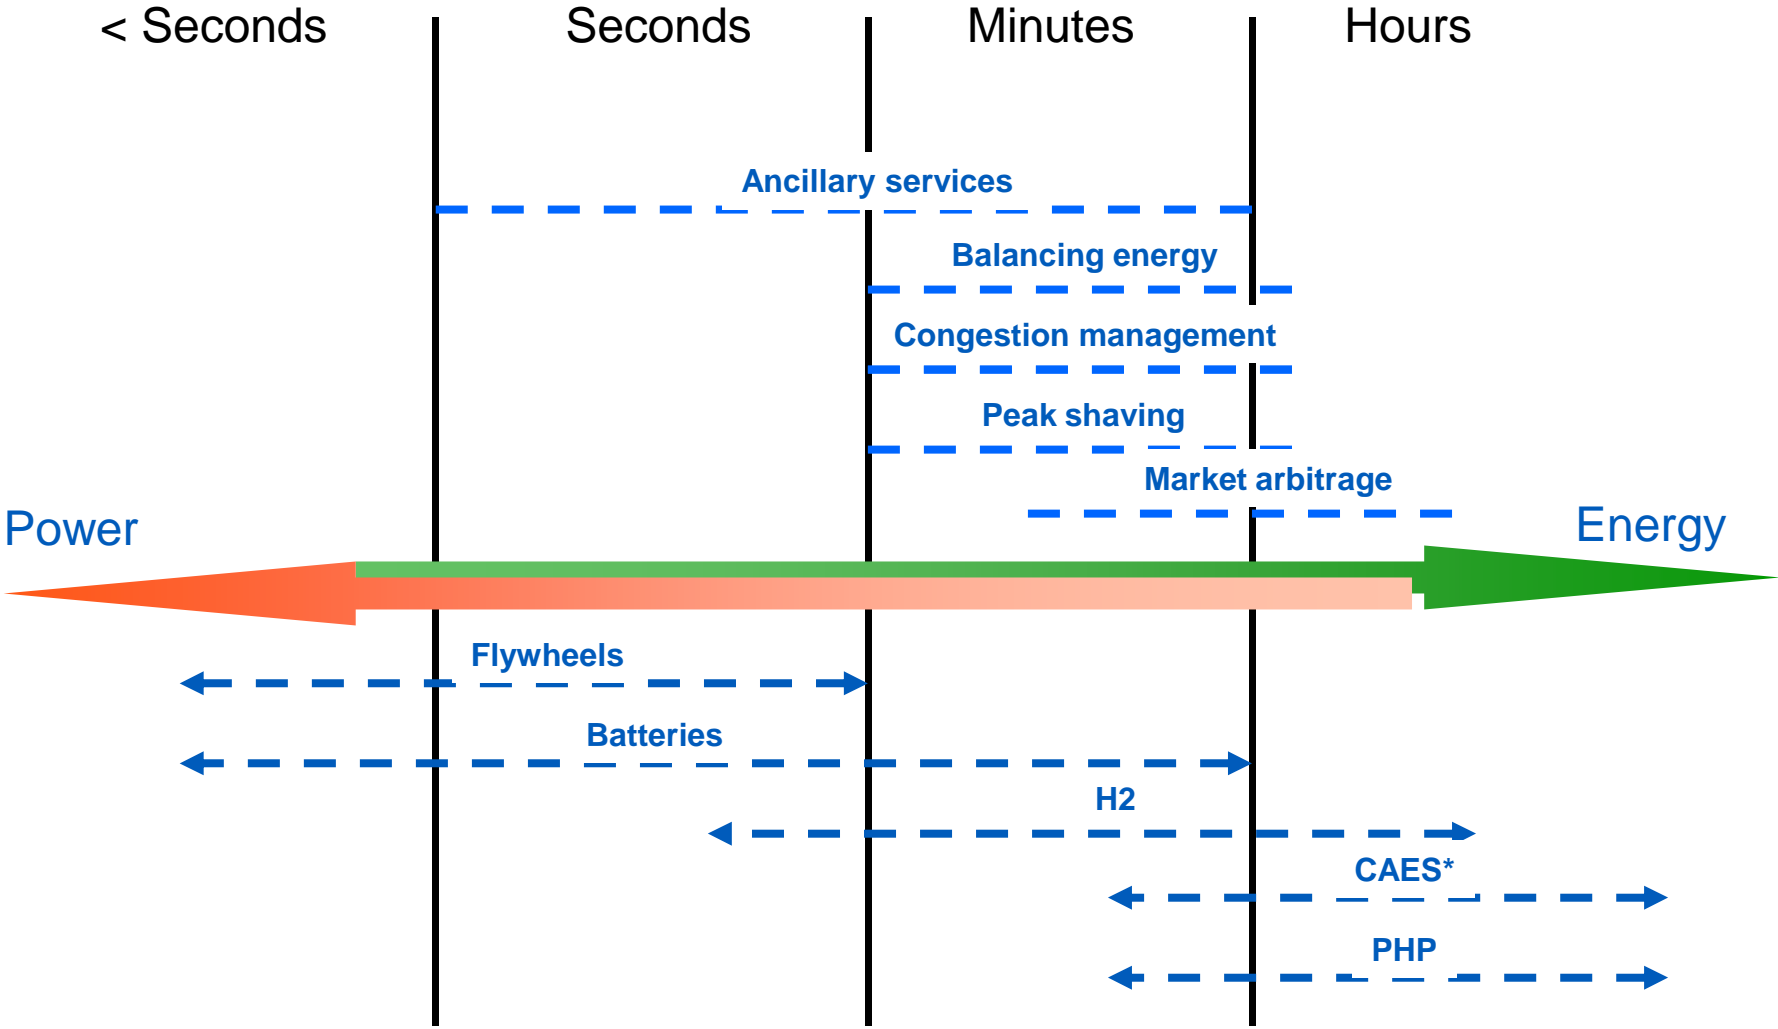 < Seconds
Seconds
Minutes
Hours
Ancillary services
Balancing energy
Congestion management
Peak shaving
Market arbitrage
Power
Energy
Flywheels
Batteries
H2
CAES*
PHP